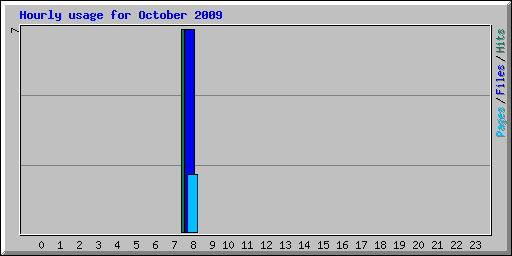 Hourly usage for October 2009
7
Pages/Files/Hits
0 1 2 3 4 5 6 7 8 9 10 11 12 13 14 15 16 17 18 19 20 21 22 23